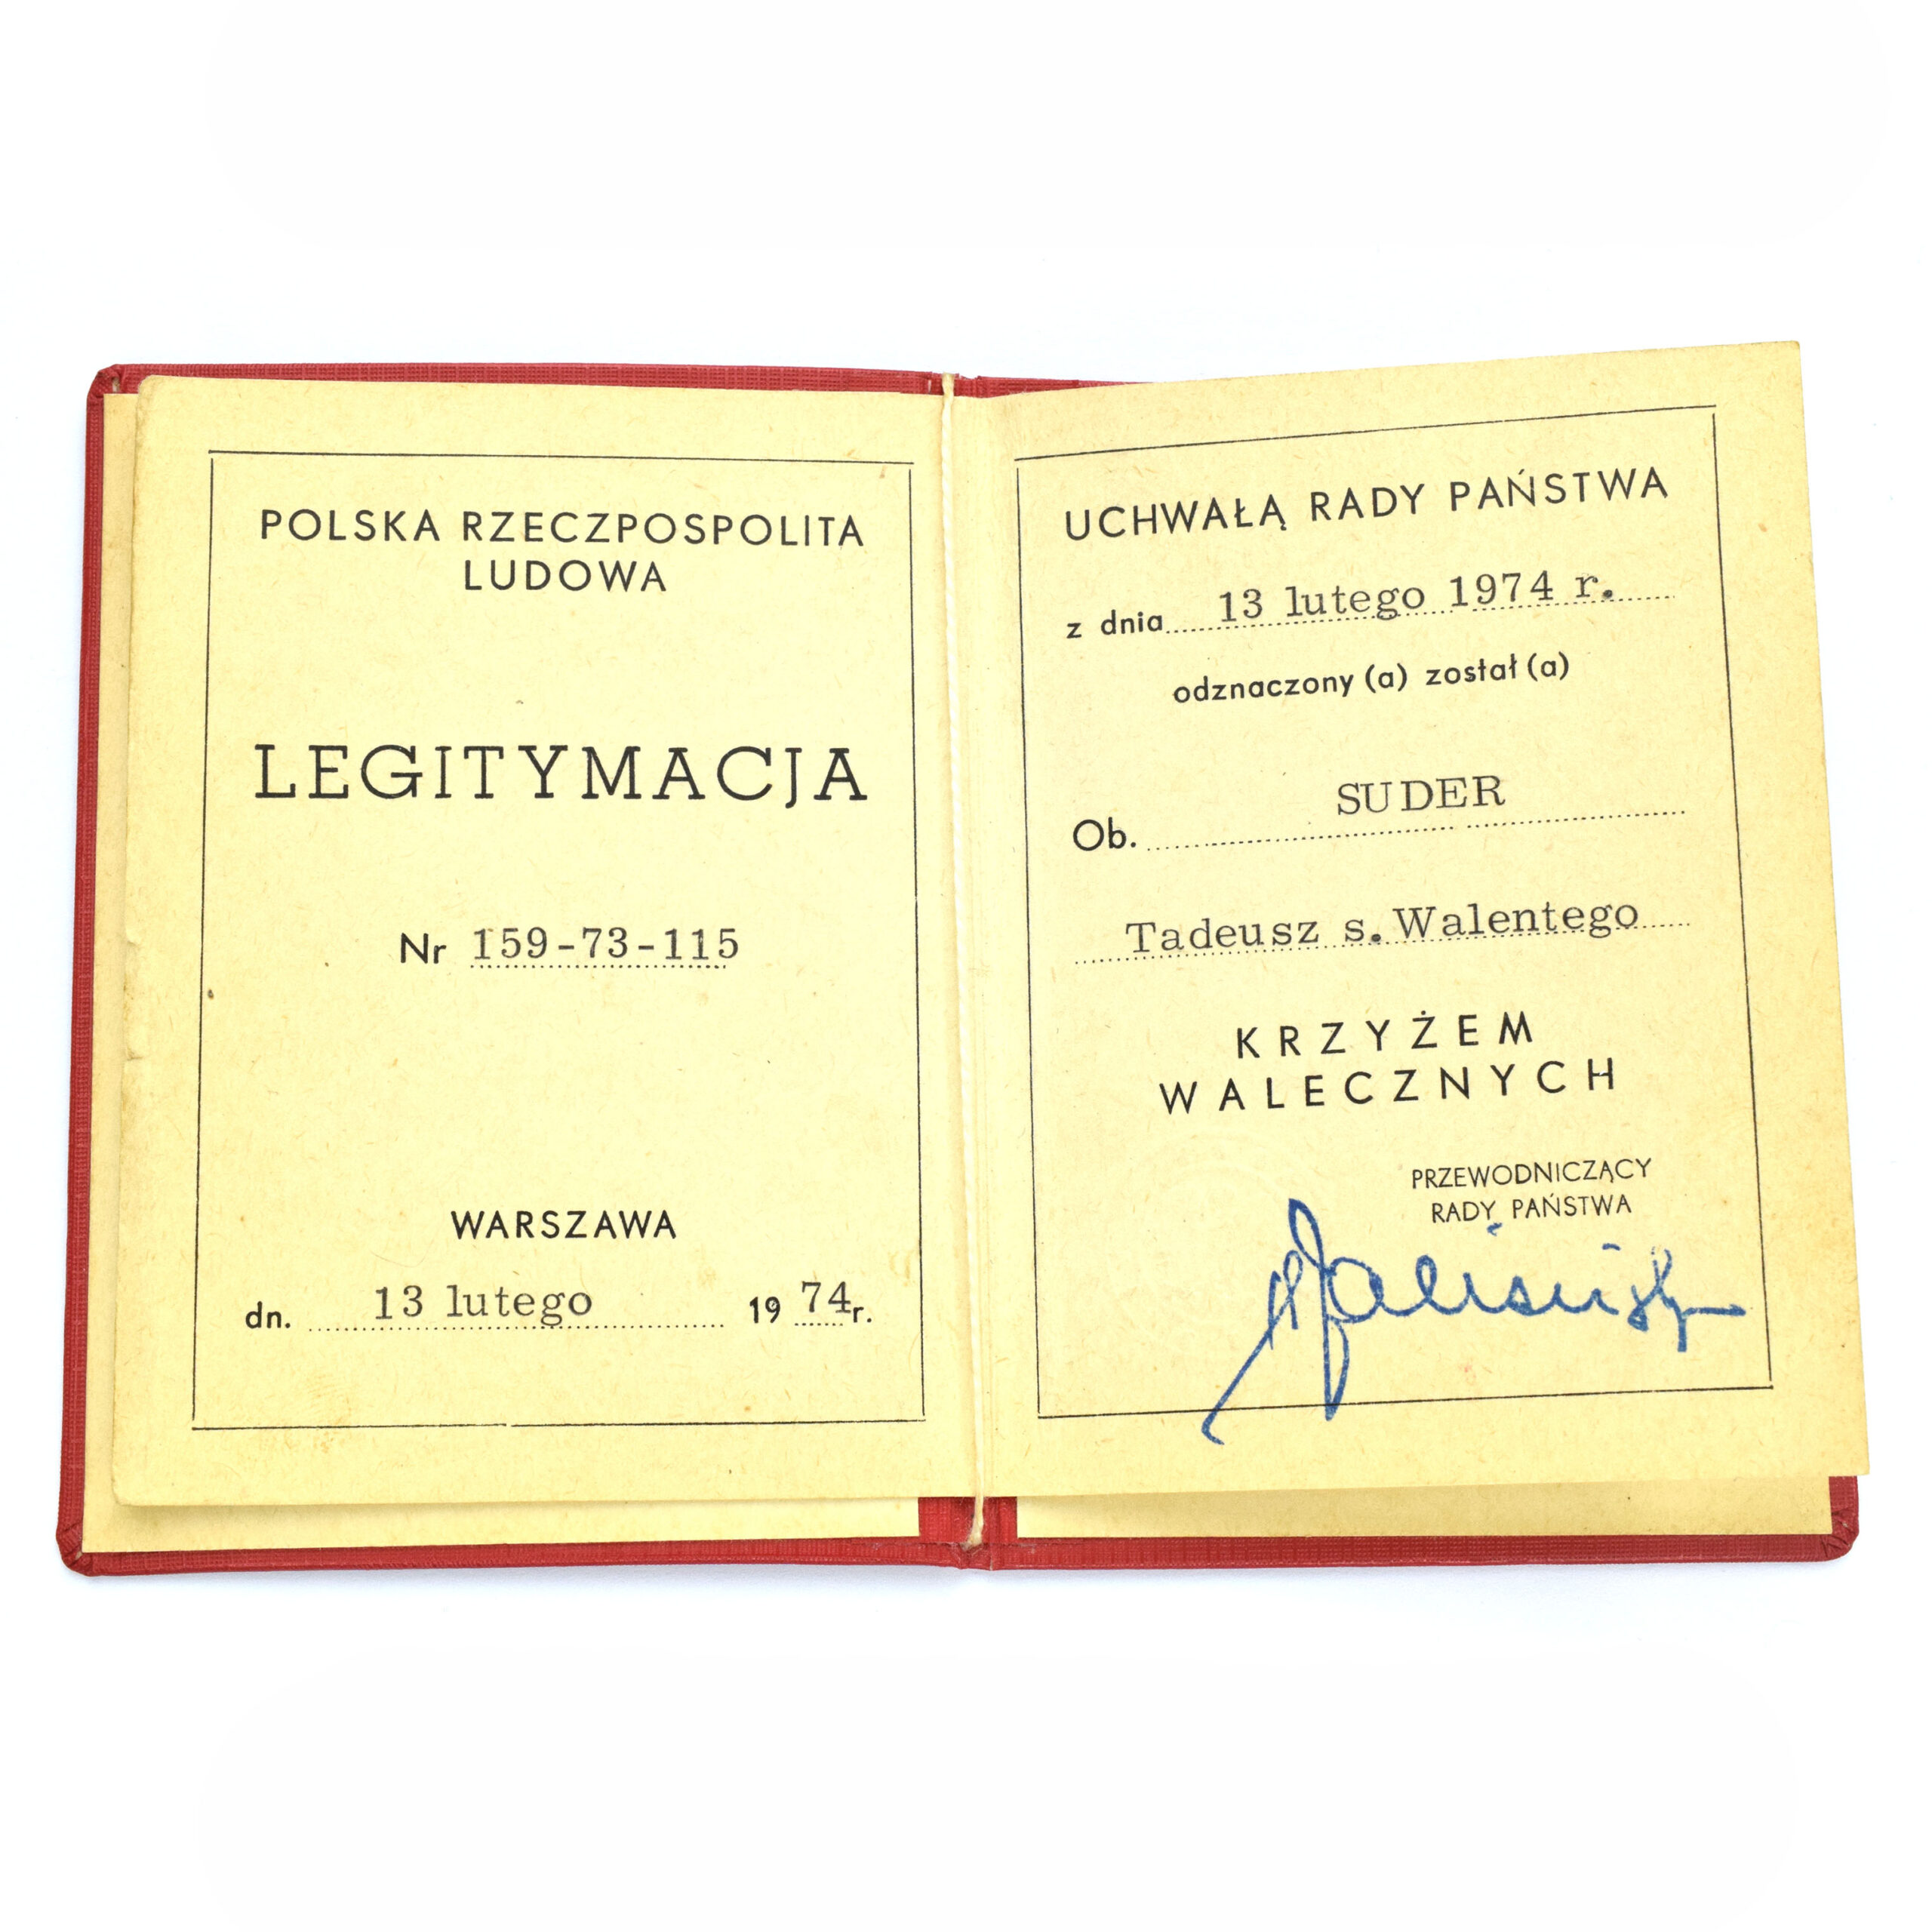 POLSKA RZECZPOSPOLITA
LUDOWA
LEGITYMACJA
Nr 159-73-115
WARSZAWA
dn. 13 lutego 1974r.
UCHWAŁĄ RADY PAŃSTWA
z dnia 13 lutego 1974 r.
odznaczony (a) został (a)
Ob. SUDER
Tadeusz s. Walentego
KRZYŻEM
WALECZNYCH
PRZEWODNICZĄCY
RADY PAŃSTWA